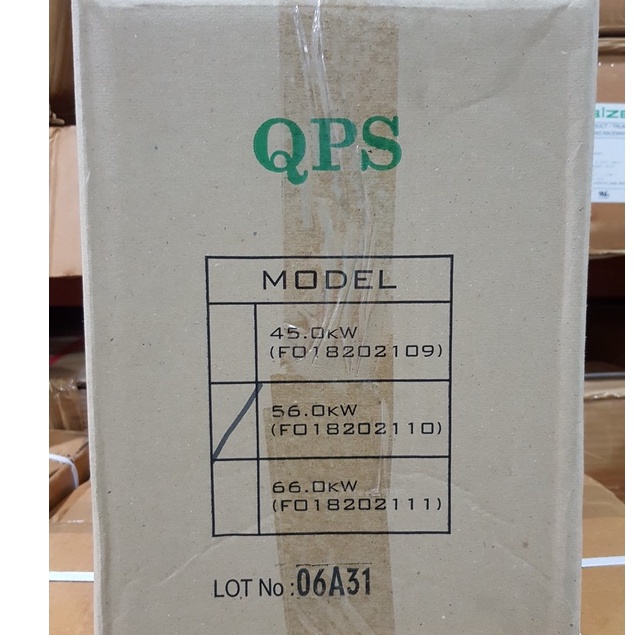 QPS
MODEL
45.0KW
(F018202109)
56.0KW
(F018202110)
66.0KW
(F018202111)
LOT No :06A31